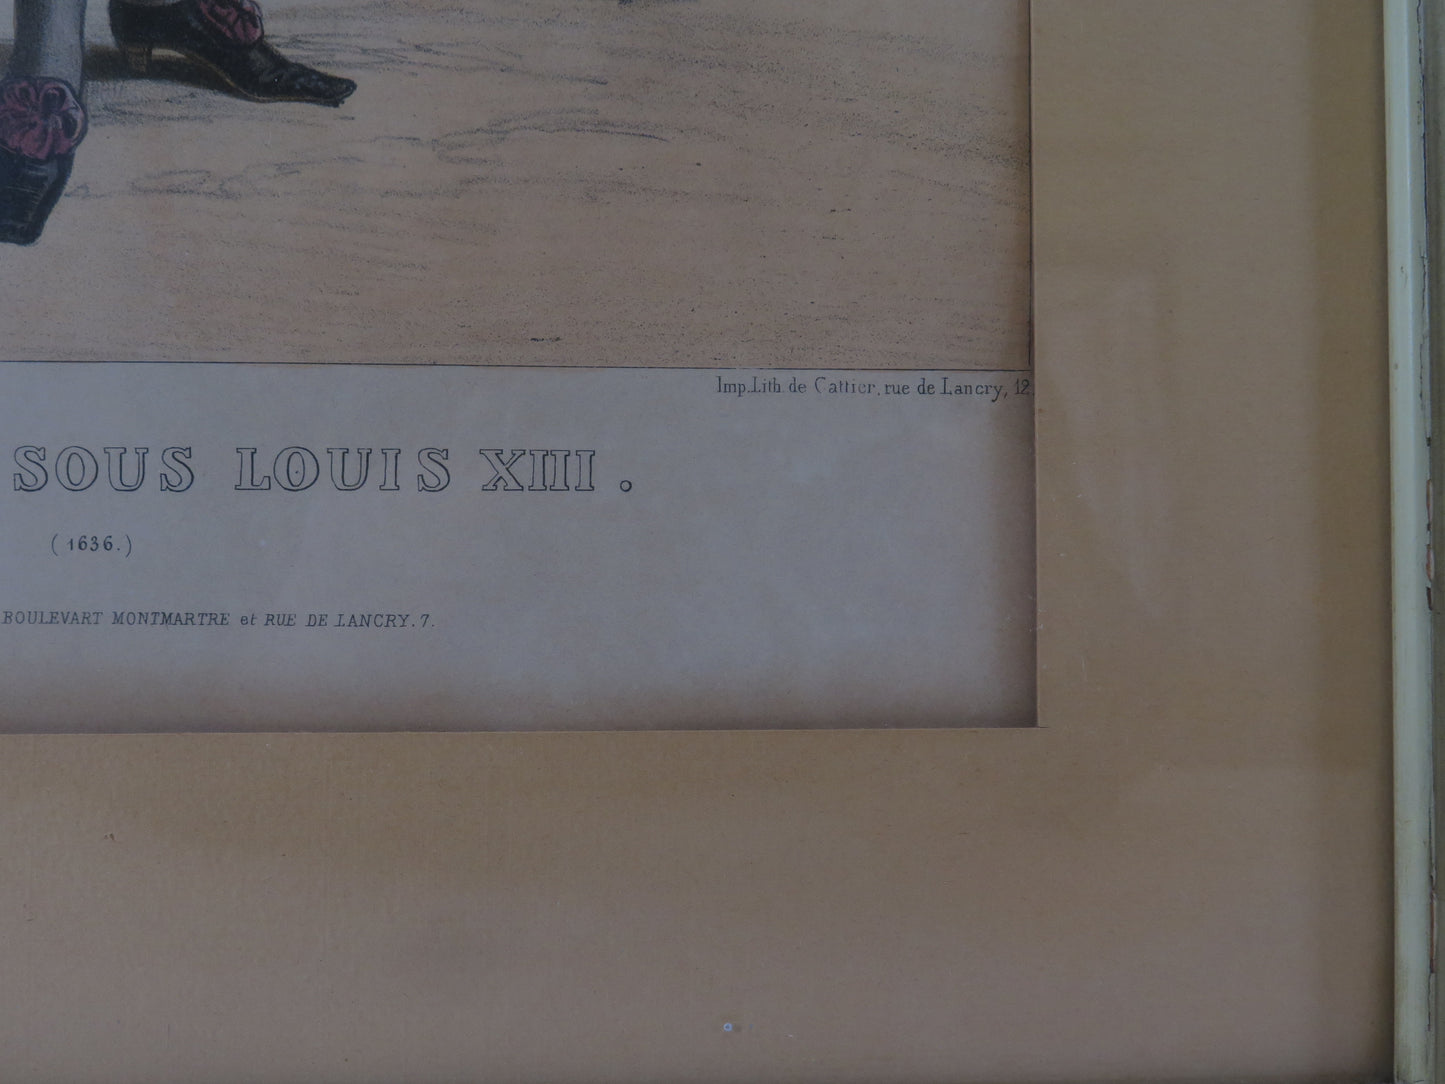 Imp. Lith. de Cattier, rue de Lancry, 12
SOUS LOUIS XIII.
(1636.)
BOULEVART MONTMARTRE et RUE DE LANCRY. 7.